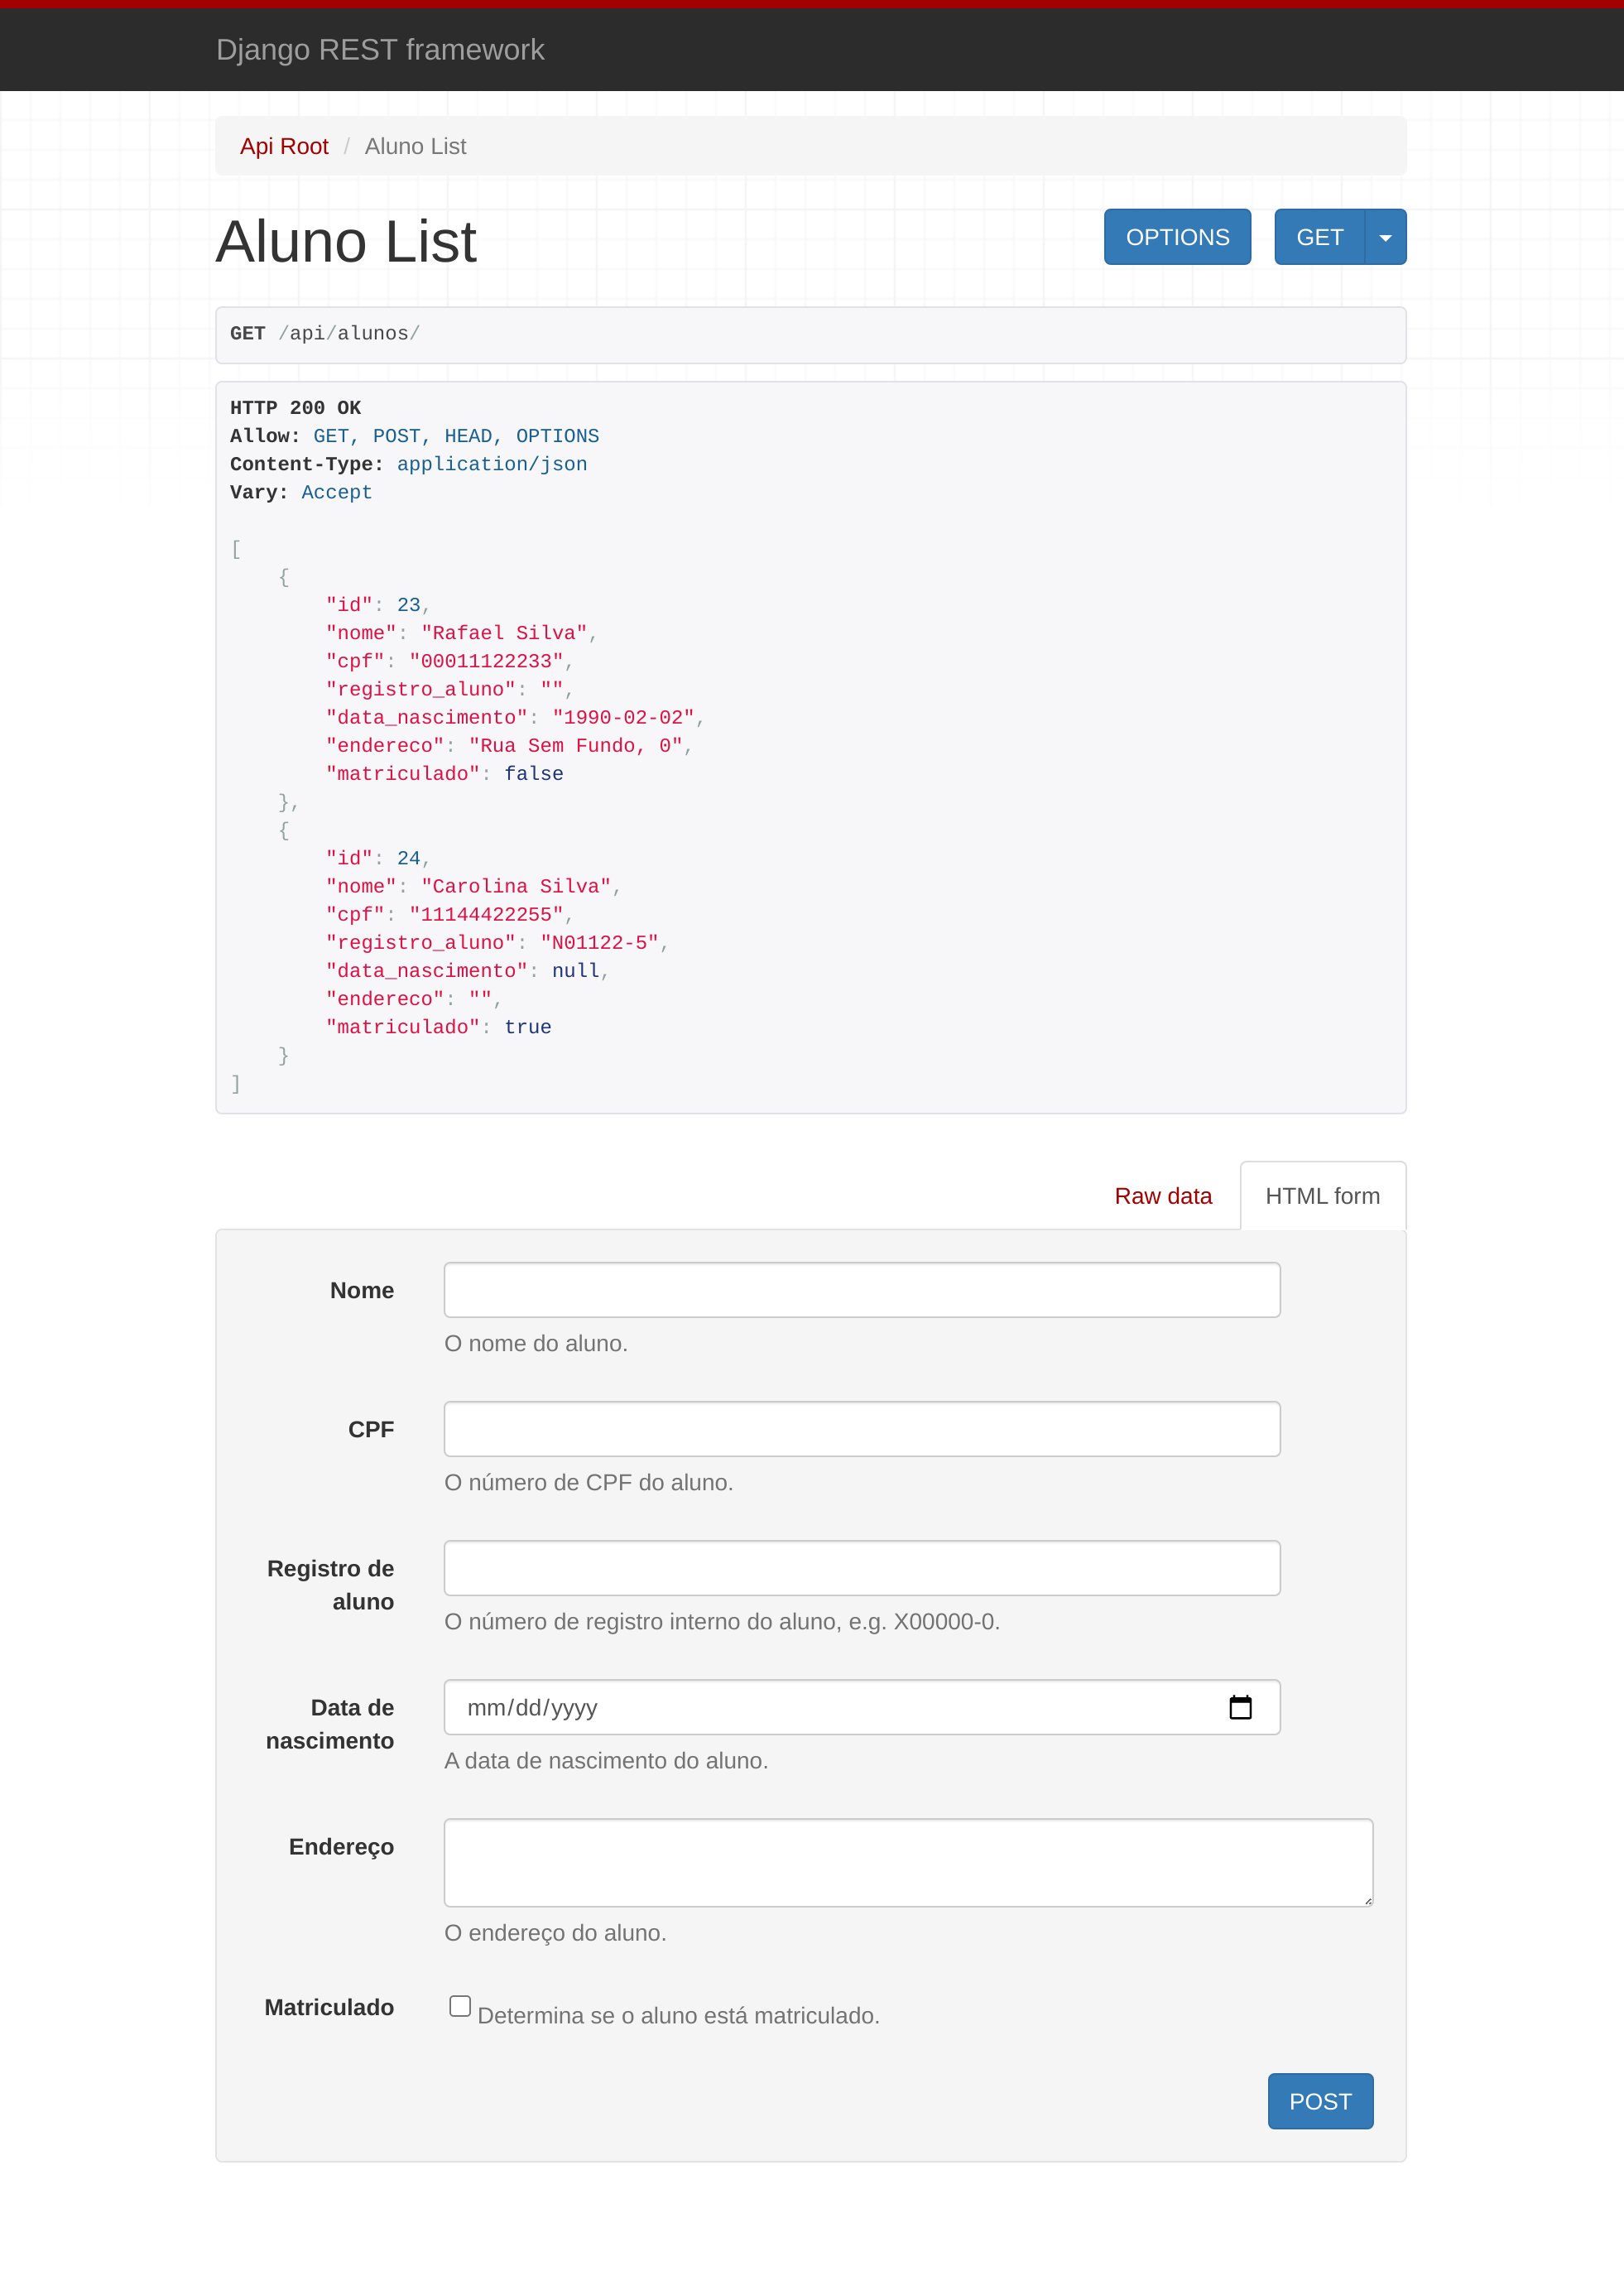 Django REST framework
Api Root / Aluno List
Aluno List
OPTIONS
GET
GET /api/alunos/
HTTP 200 OK
Allow: GET, POST, HEAD, OPTIONS
Content-Type: application/json
Vary: Accept
[
    {
        "id": 23,
        "nome": "Rafael Silva",
        "cpf": "00011122233",
        "registro_aluno": "",
        "data_nascimento": "1990-02-02",
        "endereco": "Rua Sem Fundo, 0",
        "matriculado": false
    },
    {
        "id": 24,
        "nome": "Carolina Silva",
        "cpf": "11144422255",
        "registro_aluno": "N01122-5",
        "data_nascimento": null,
        "endereco": "",
        "matriculado": true
    }
]
Raw data
HTML form
Nome
O nome do aluno.
CPF
O número de CPF do aluno.
Registro de
aluno
O número de registro interno do aluno, e.g. X00000-0.
Data de
nascimento
mm/dd/yyyy
A data de nascimento do aluno.
Endereço
O endereço do aluno.
Matriculado
Determina se o aluno está matriculado.
POST